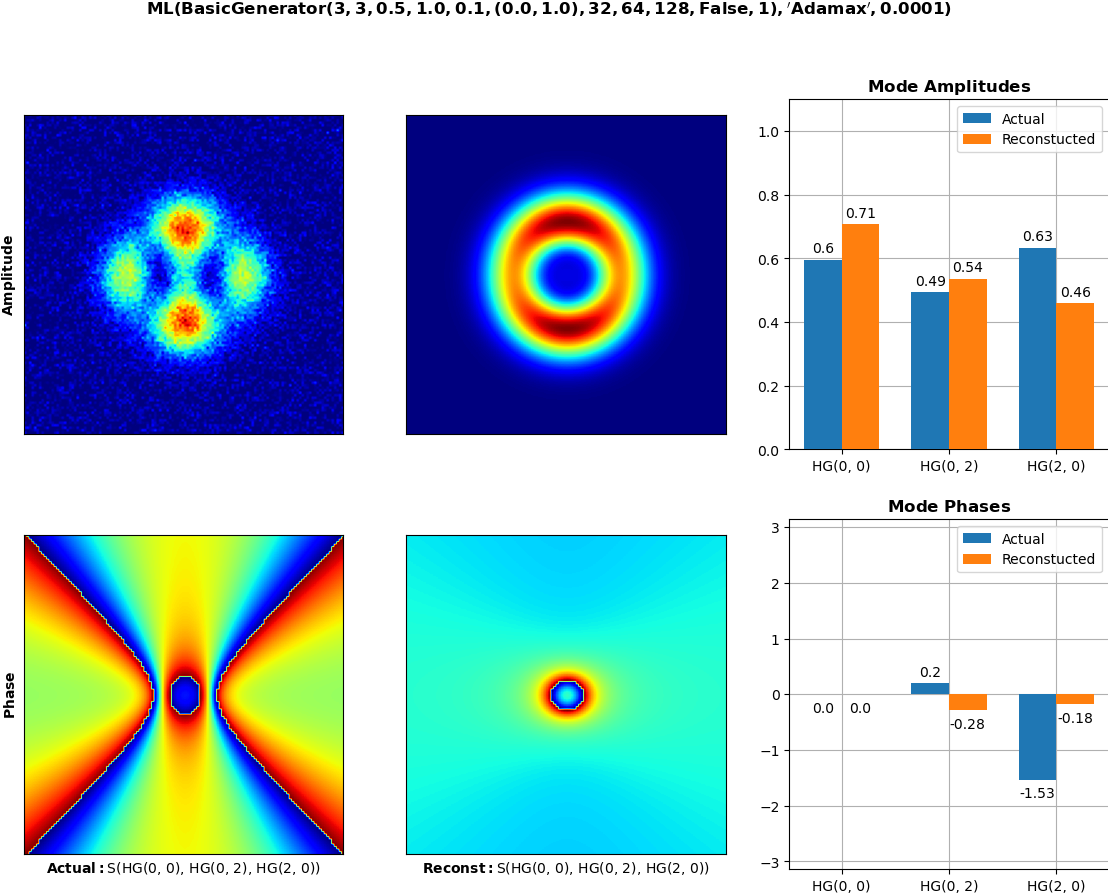 ML(BasicGenerator(3, 3, 0.5, 1.0, 0.1, (0.0, 1.0), 32, 64, 128, False, 1), ′Adamax′, 0.0001)
Amplitude
Mode Amplitudes
Actual
Reconstucted
1.0
0.8
0.6
0.4
0.2
0.0
0.6
0.71
0.49
0.54
0.63
0.46
HG(0, 0)
HG(0, 2)
HG(2, 0)
Phase
Actual: S(HG(0, 0), HG(0, 2), HG(2, 0))
Reconst: S(HG(0, 0), HG(0, 2), HG(2, 0))
Mode Phases
Actual
Reconstucted
3
2
1
0
−1
−2
−3
0.0
0.0
0.2
-0.28
-1.53
-0.18
HG(0, 0)
HG(0, 2)
HG(2, 0)